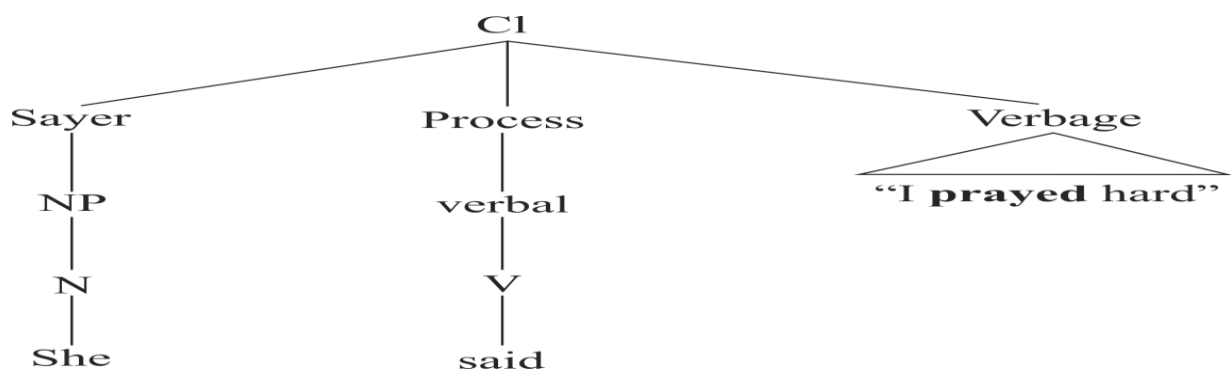 Cl
Sayer Process Verbage
NP verbal “I prayed hard”
N V
She said